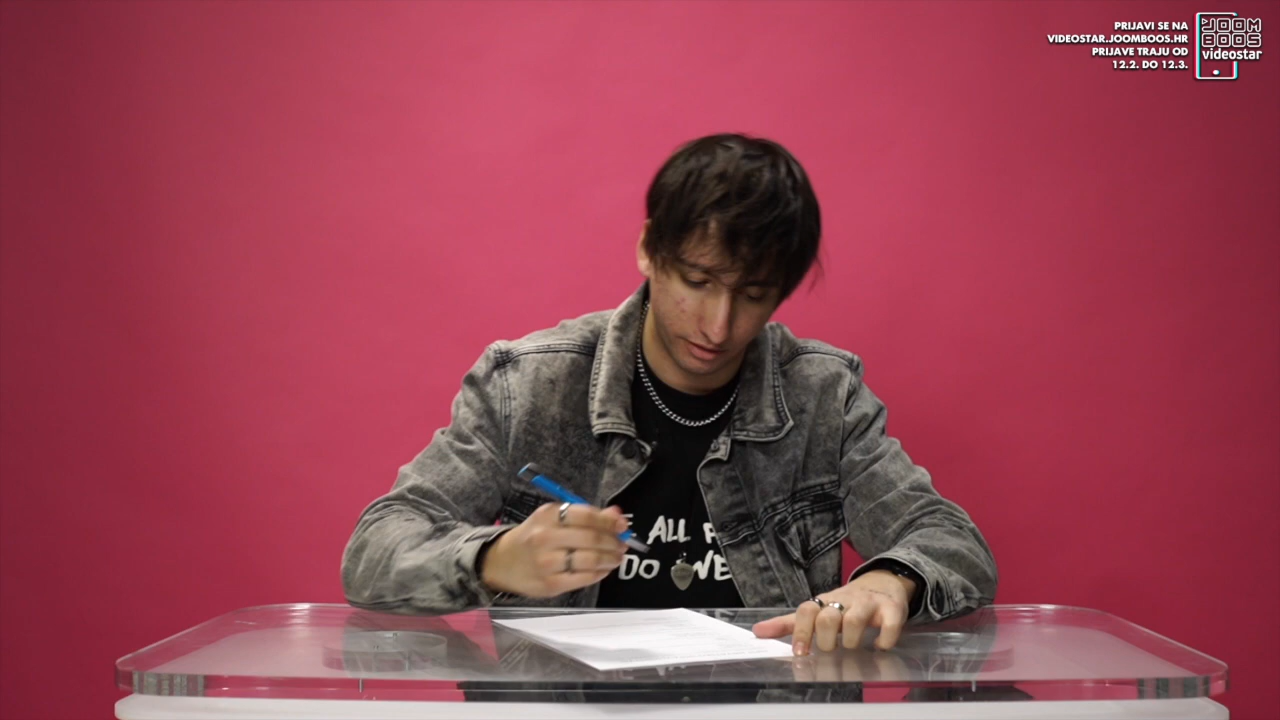 PRIJAVI SE NA
VIDEOSTAR.JOOMBOOS.HR
PRIJAVE TRAJU OD
12.2. DO 12.3.
JOOM
BOOS
videostar
ALL
DO